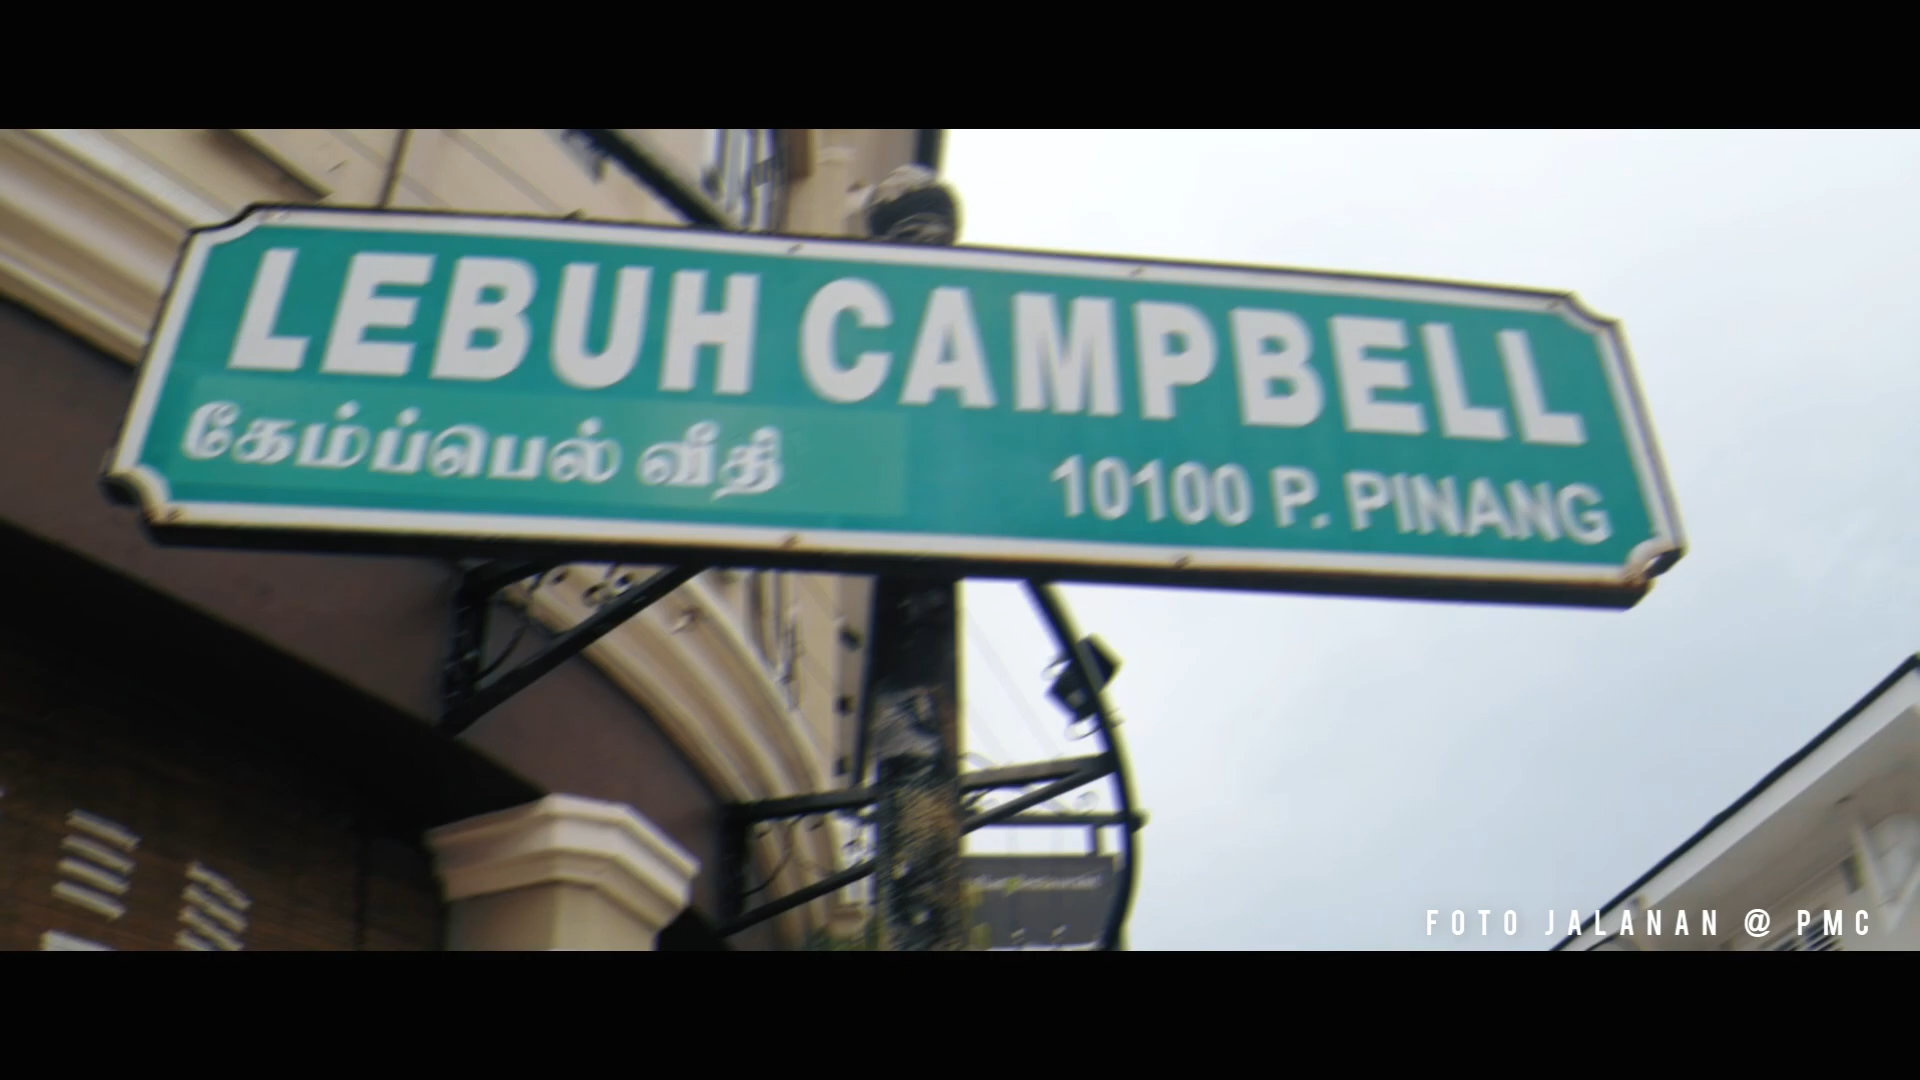 LEBUH CAMPBELL
கேம்ப்பெல் வீதி
10100 P. PINANG
FOTO JALANAN @ PMC